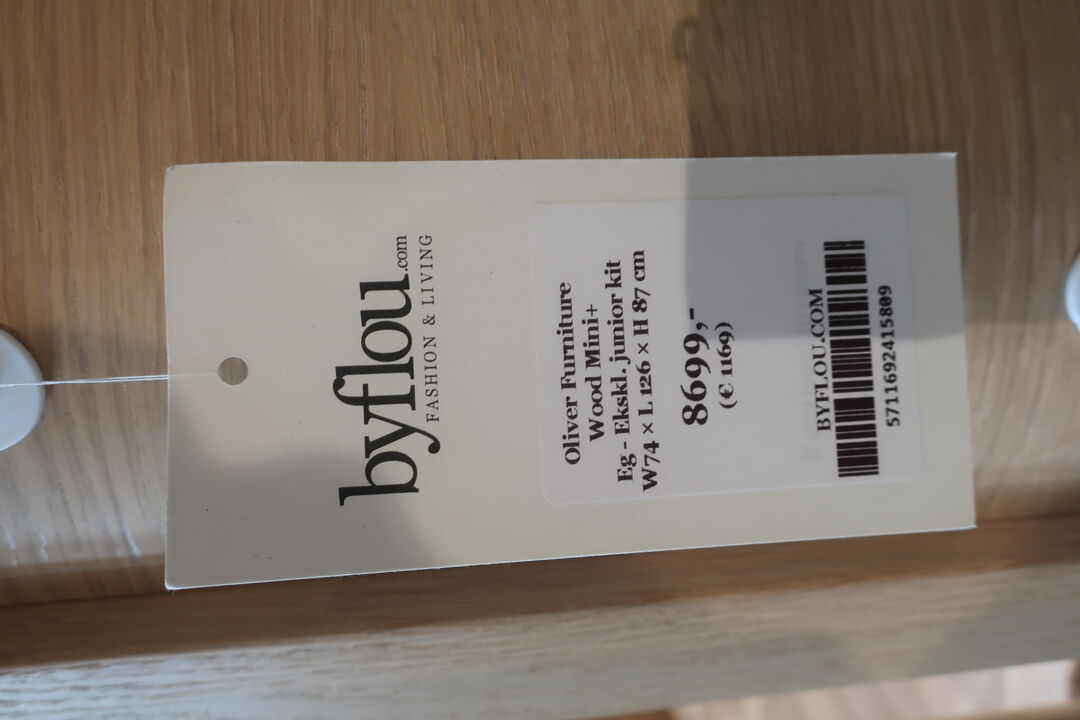 byflou.com
FASHION & LIVING
Oliver Furniture
Wood Mini+
Eg - Ekskl. junior kit
W74 × L 126 × H 87 cm
8699,-
(€ 1169)
BYFLOU.COM
5711692415809